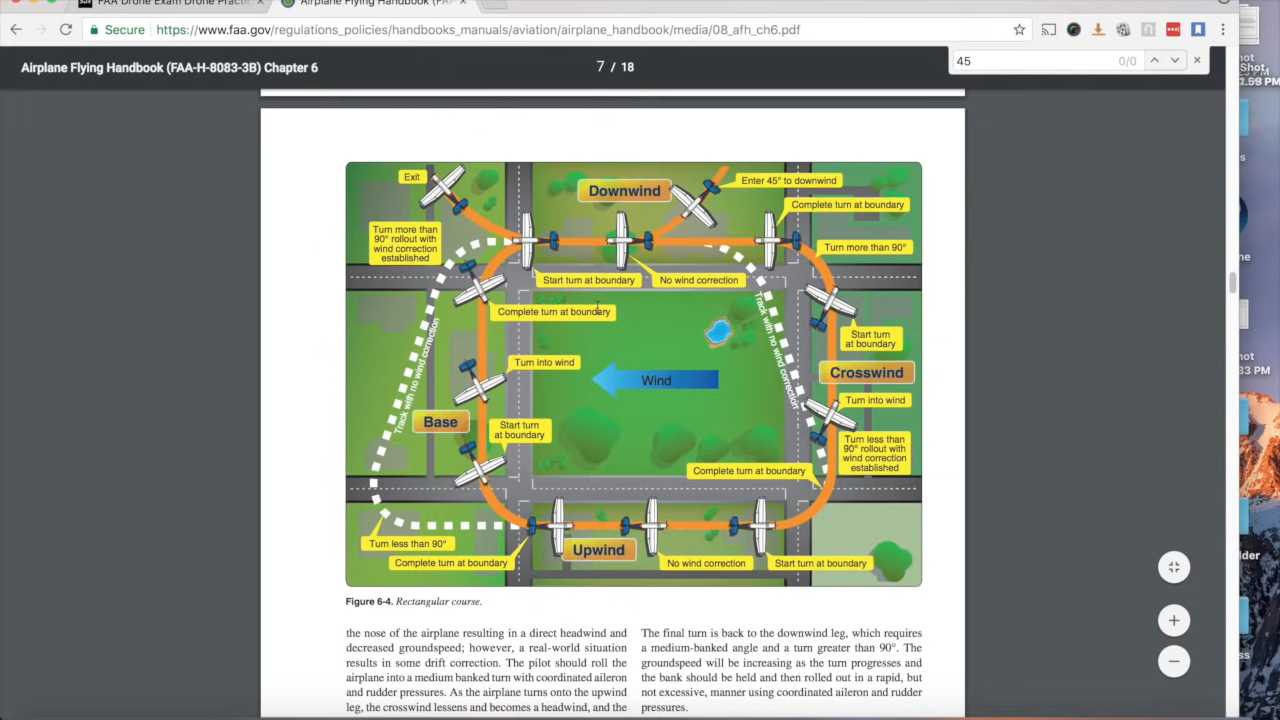 FAA Drone Exam Drone Practic
Airplane Flying Handbook (FAA-
Secure
https://www.faa.gov/regulations_policies/handbooks_manuals/aviation/airplane_handbook/media/08_afh_ch6.pdf
Airplane Flying Handbook (FAA-H-8083-3B) Chapter 6
7 / 18
45
0/0
Exit
Downwind
Enter 45° to downwind
Complete turn at boundary
Turn more than
90° rollout with
wind correction
established
Turn more than 90°
Start turn at boundary
No wind correction
Complete turn at boundary
Track with no wind correction
Track with no wind correction
Start turn
at boundary
Turn into wind
Wind
Crosswind
Turn into wind
Base
Start turn
at boundary
Turn less than
90° rollout with
wind correction
established
Complete turn at boundary
Turn less than 90°
Complete turn at boundary
Upwind
No wind correction
Start turn at boundary
Figure 6-4. Rectangular course.
the nose of the airplane resulting in a direct headwind and
decreased groundspeed; however, a real-world situation
results in some drift correction. The pilot should roll the
airplane into a medium banked turn with coordinated aileron
and rudder pressures. As the airplane turns onto the upwind
leg, the crosswind lessens and becomes a headwind, and the
The final turn is back to the downwind leg, which requires
a medium-banked angle and a turn greater than 90°. The
groundspeed will be increasing as the turn progresses and
the bank should be held and then rolled out in a rapid, but
not excessive, manner using coordinated aileron and rudder
pressures.